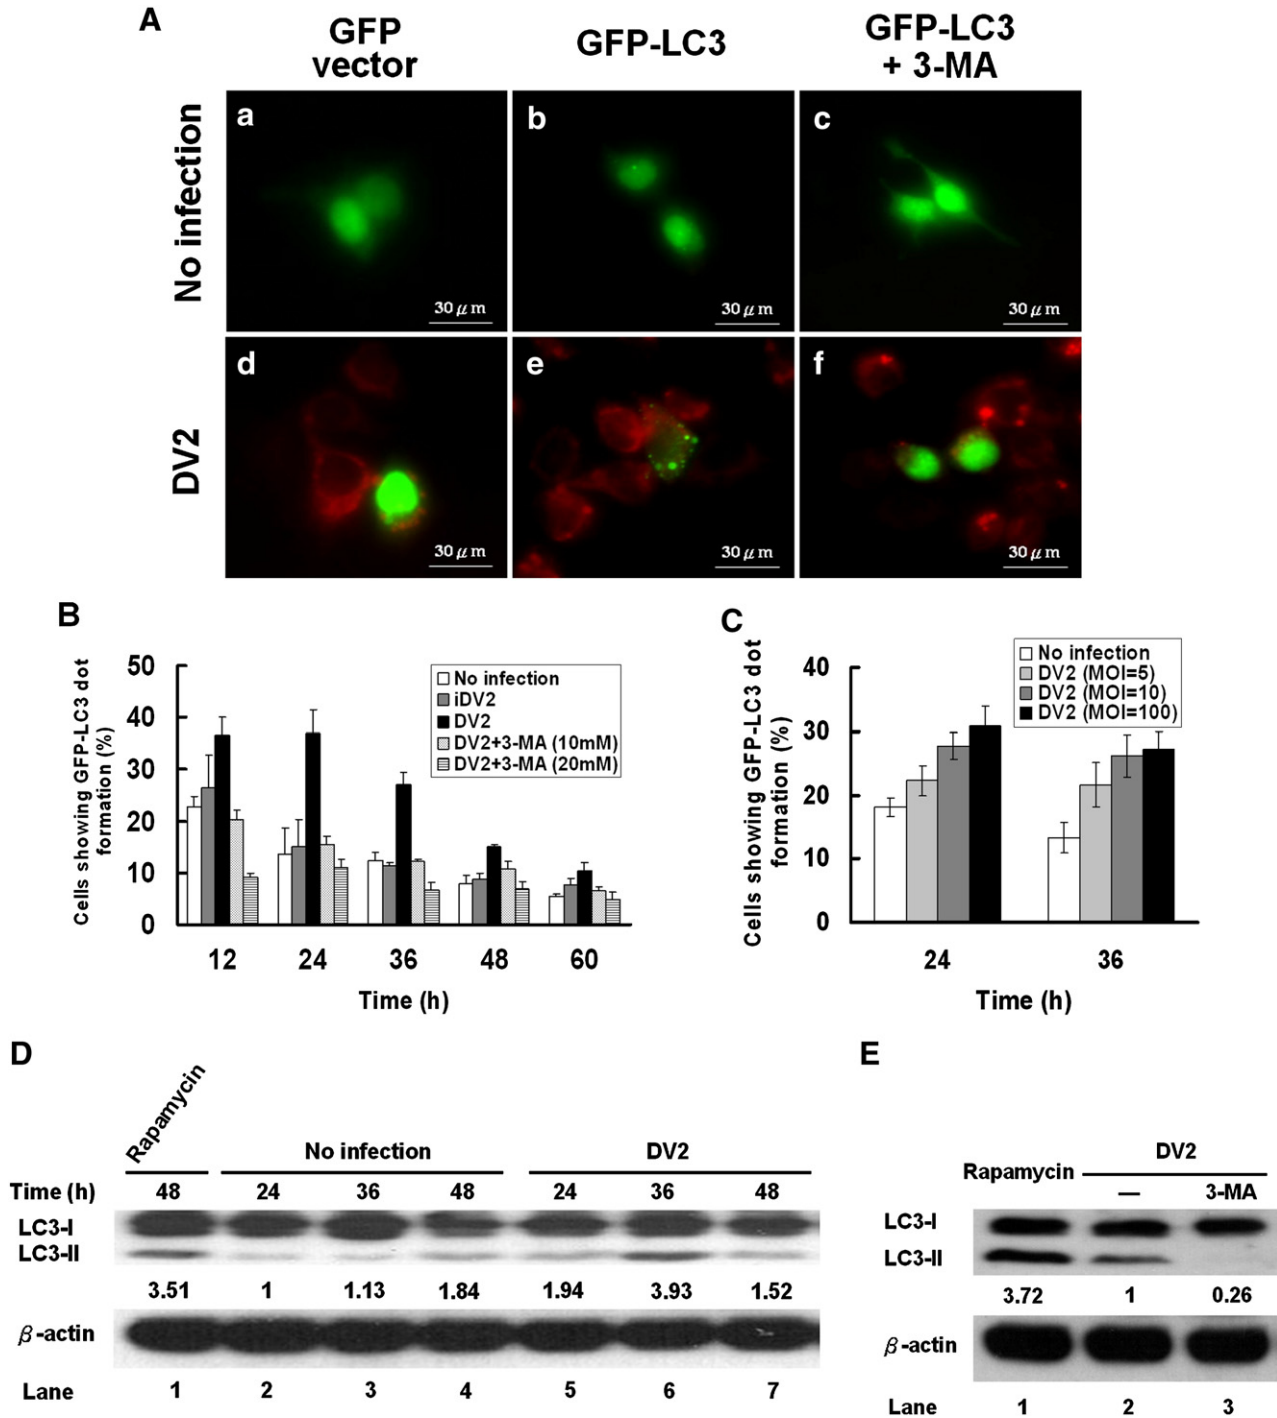 A
GFP vector
GFP-LC3
GFP-LC3 + 3-MA
No infection
a
b
c
30 μm
30 μm
30 μm
DV2
d
e
f
30 μm
30 μm
30 μm
B
Cells showing GFP-LC3 dot formation (%)
50
40
30
20
10
0
No infection
iDV2
DV2
DV2+3-MA (10mM)
DV2+3-MA (20mM)
12 24 36 48 60
Time (h)
C
Cells showing GFP-LC3 dot formation (%)
40
30
20
10
0
No infection
DV2 (MOI=5)
DV2 (MOI=10)
DV2 (MOI=100)
24 36
Time (h)
D
Rapamycin
No infection
DV2
Time (h) 48 24 36 48 24 36 48
LC3-I
LC3-II
3.51 1 1.13 1.84 1.94 3.93 1.52
β-actin
Lane 1 2 3 4 5 6 7
E
DV2
Rapamycin
— 3-MA
LC3-I
LC3-II
3.72 1 0.26
β-actin
Lane 1 2 3